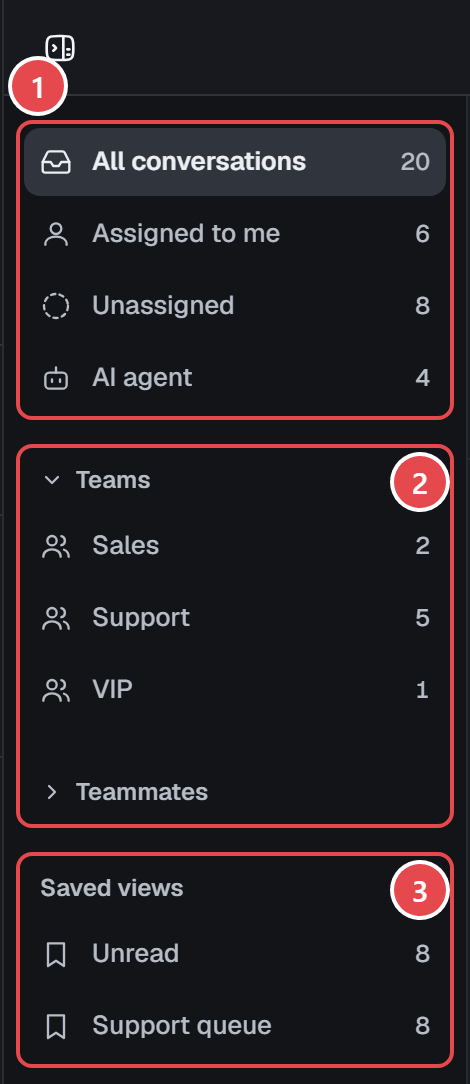 1
All conversations 20
Assigned to me 6
Unassigned 8
AI agent 4
Teams 2
Sales 2
Support 5
VIP 1
Teammates
Saved views 3
Unread 8
Support queue 8